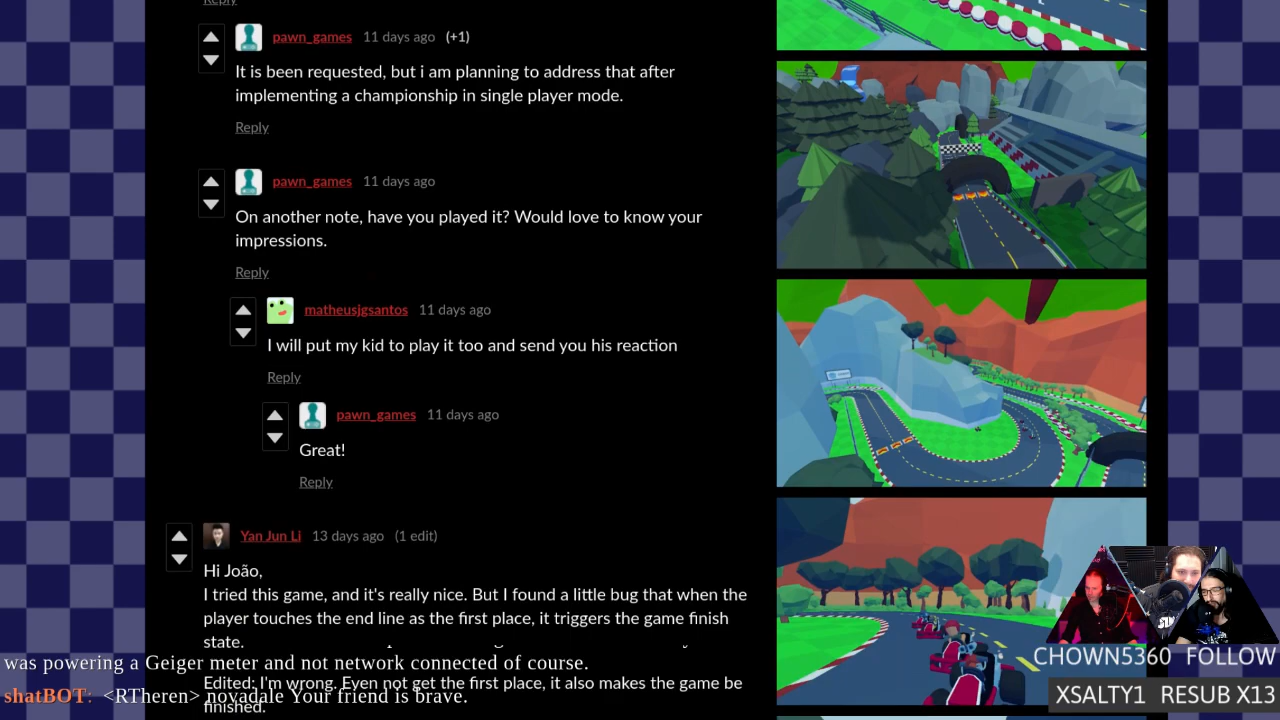 Reply
pawn_games 11 days ago (+1)
It is been requested, but i am planning to address that after
implementing a championship in single player mode.
Reply
pawn_games 11 days ago
On another note, have you played it? Would love to know your
impressions.
Reply
matheusjgsantos 11 days ago
I will put my kid to play it too and send you his reaction
Reply
pawn_games 11 days ago
Great!
Reply
Yan Jun Li 13 days ago (1 edit)
Hi João,
I tried this game, and it's really nice. But I found a little bug that when the
player touches the end line as the first place, it triggers the game finish
state.
was powering a Geiger meter and not network connected of course.
Edited: I'm wrong. Even not get the first place, it also makes the game be
shatBOT: <RTheren> novadale Your friend is brave.
finished.
CHOWN5360 FOLLOW
XSALTY1 RESUB X13